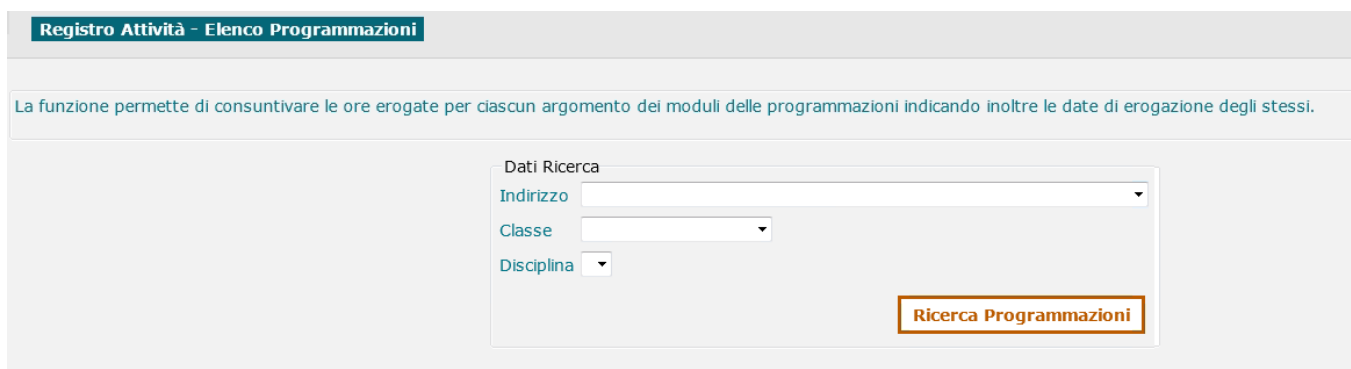 Registro Attività - Elenco Programmazioni
La funzione permette di consuntivare le ore erogate per ciascun argomento dei moduli delle programmazioni indicando inoltre le date di erogazione degli stessi.
Dati Ricerca
Indirizzo
Classe
Disciplina
Ricerca Programmazioni